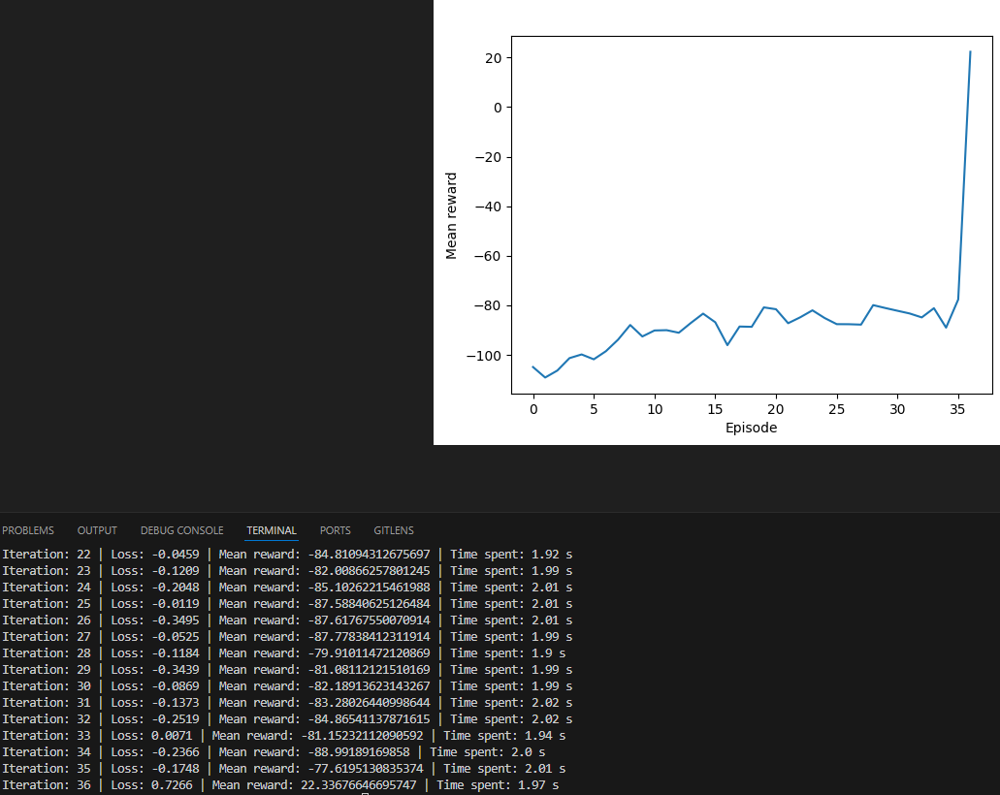 20
0
−20
−40
−60
−80
−100
Mean reward
0 5 10 15 20 25 30 35
Episode
PROBLEMS OUTPUT DEBUG CONSOLE TERMINAL PORTS GITLENS
Iteration: 22 | Loss: -0.0459 | Mean reward: -84.81094312675697 | Time spent: 1.92 s
Iteration: 23 | Loss: -0.1209 | Mean reward: -82.00866257801245 | Time spent: 1.99 s
Iteration: 24 | Loss: -0.2048 | Mean reward: -85.10262215461988 | Time spent: 2.01 s
Iteration: 25 | Loss: -0.0119 | Mean reward: -87.58840625126484 | Time spent: 2.01 s
Iteration: 26 | Loss: -0.3495 | Mean reward: -87.61767550070914 | Time spent: 2.01 s
Iteration: 27 | Loss: -0.0525 | Mean reward: -87.77838412311914 | Time spent: 1.99 s
Iteration: 28 | Loss: -0.1184 | Mean reward: -79.91011472120869 | Time spent: 1.9 s
Iteration: 29 | Loss: -0.3439 | Mean reward: -81.08112121510169 | Time spent: 1.99 s
Iteration: 30 | Loss: -0.0869 | Mean reward: -82.18913623143267 | Time spent: 1.99 s
Iteration: 31 | Loss: -0.1373 | Mean reward: -83.28026440998644 | Time spent: 2.02 s
Iteration: 32 | Loss: -0.2519 | Mean reward: -84.86541137871615 | Time spent: 2.02 s
Iteration: 33 | Loss: 0.0071 | Mean reward: -81.15232112090592 | Time spent: 1.94 s
Iteration: 34 | Loss: -0.2366 | Mean reward: -88.99189169858 | Time spent: 2.0 s
Iteration: 35 | Loss: -0.1748 | Mean reward: -77.6195130835374 | Time spent: 2.01 s
Iteration: 36 | Loss: 0.7266 | Mean reward: 22.33676646695747 | Time spent: 1.97 s